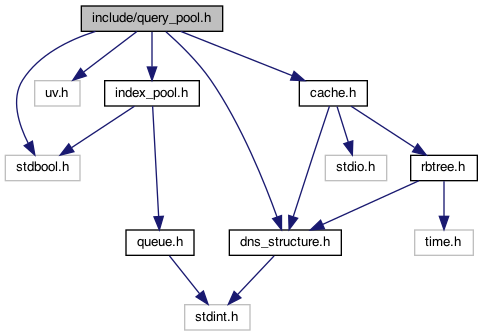 include/query_pool.h
uv.h
index_pool.h
cache.h
stdbool.h
stdio.h
rbtree.h
queue.h
dns_structure.h
time.h
stdint.h